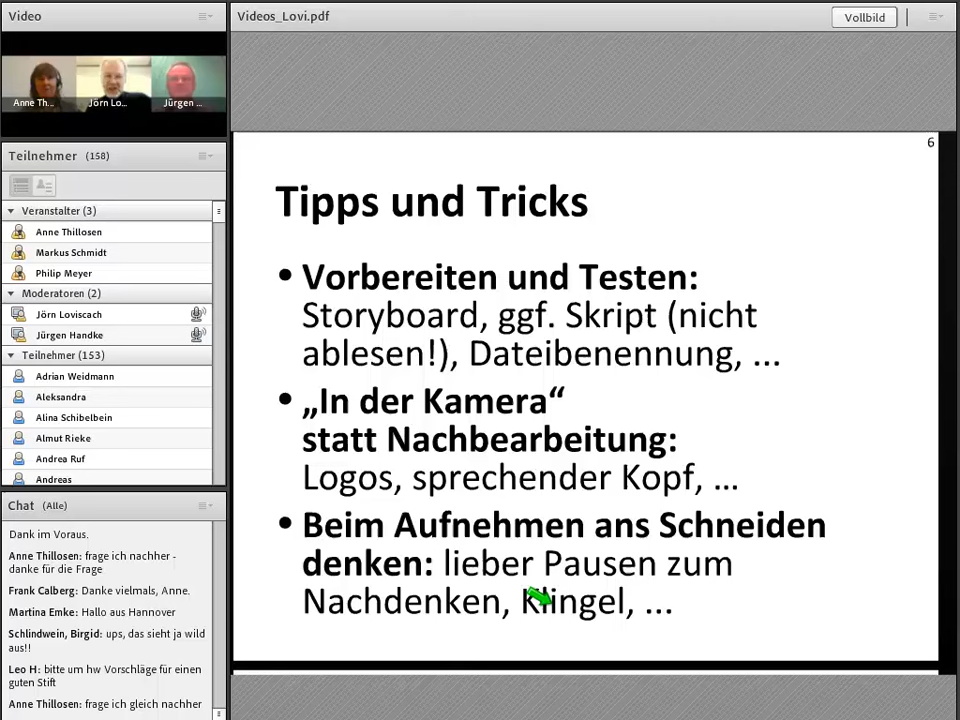 Video
Anne Th...
Jörn Lo...
Jürgen ...
Teilnehmer (158)
Veranstalter (3)
Anne Thillosen
Markus Schmidt
Philip Meyer
Moderatoren (2)
Jörn Loviscach
Jürgen Handke
Teilnehmer (153)
Adrian Weidmann
Aleksandra
Alina Schibelbein
Almut Rieke
Andrea Ruf
Andreas
Chat (Alle)
Dank im Voraus.
Anne Thillosen: frage ich nachher -
danke für die Frage
Frank Calberg: Danke vielmals, Anne.
Martina Emke: Hallo aus Hannover
Schlindwein, Birgid: ups, das sieht ja wild
aus!!
Leo H: bitte um hw Vorschläge für einen
guten Stift
Anne Thillosen: frage ich gleich nachher
Videos_Lovi.pdf
Vollbild
6
Tipps und Tricks
• Vorbereiten und Testen:
Storyboard, ggf. Skript (nicht
ablesen!), Dateibenennung, ...
• „In der Kamera“
statt Nachbearbeitung:
Logos, sprechender Kopf, ...
• Beim Aufnehmen ans Schneiden
denken: lieber Pausen zum
Nachdenken, Klingel, ...